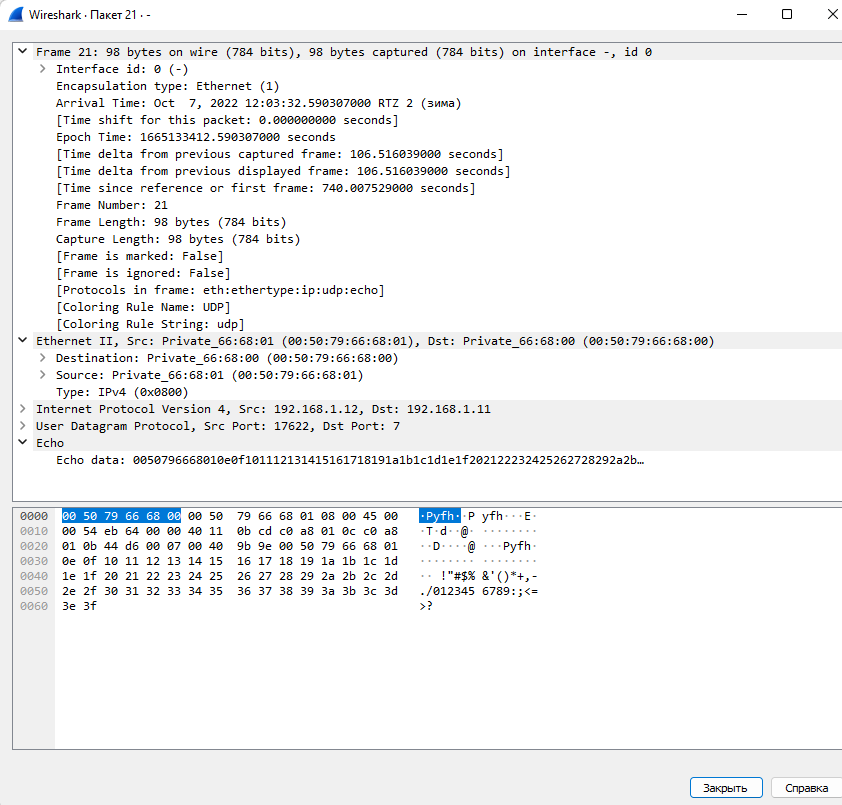 Wireshark · Пакет 21 · -
Frame 21: 98 bytes on wire (784 bits), 98 bytes captured (784 bits) on interface -, id 0
Interface id: 0 (-)
Encapsulation type: Ethernet (1)
Arrival Time: Oct  7, 2022 12:03:32.590307000 RTZ 2 (зима)
[Time shift for this packet: 0.000000000 seconds]
Epoch Time: 1665133412.590307000 seconds
[Time delta from previous captured frame: 106.516039000 seconds]
[Time delta from previous displayed frame: 106.516039000 seconds]
[Time since reference or first frame: 740.007529000 seconds]
Frame Number: 21
Frame Length: 98 bytes (784 bits)
Capture Length: 98 bytes (784 bits)
[Frame is marked: False]
[Frame is ignored: False]
[Protocols in frame: eth:ethertype:ip:udp:echo]
[Coloring Rule Name: UDP]
[Coloring Rule String: udp]
Ethernet II, Src: Private_66:68:01 (00:50:79:66:68:01), Dst: Private_66:68:00 (00:50:79:66:68:00)
Destination: Private_66:68:00 (00:50:79:66:68:00)
Source: Private_66:68:01 (00:50:79:66:68:01)
Type: IPv4 (0x0800)
Internet Protocol Version 4, Src: 192.168.1.12, Dst: 192.168.1.11
User Datagram Protocol, Src Port: 17622, Dst Port: 7
Echo
Echo data: 0050796668010e0f101112131415161718191a1b1c1d1e1f202122232425262728292a2b…
0000 00 50 79 66 68 00 00 50 79 66 68 01 08 00 45 00 ·Pyfh··P yfh···E·
0010 00 54 eb 64 00 00 40 11 0b cd c0 a8 01 0c c0 a8 ·T·d··@· ········
0020 01 0b 44 d6 00 07 00 40 9b 9e 00 50 79 66 68 01 ··D····@ ···Pyfh·
0030 0e 0f 10 11 12 13 14 15 16 17 18 19 1a 1b 1c 1d ········ ········
0040 1e 1f 20 21 22 23 24 25 26 27 28 29 2a 2b 2c 2d ·· !"#$% &'()*+,-
0050 2e 2f 30 31 32 33 34 35 36 37 38 39 3a 3b 3c 3d ./012345 6789:;<=
0060 3e 3f >?
Закрыть
Справка